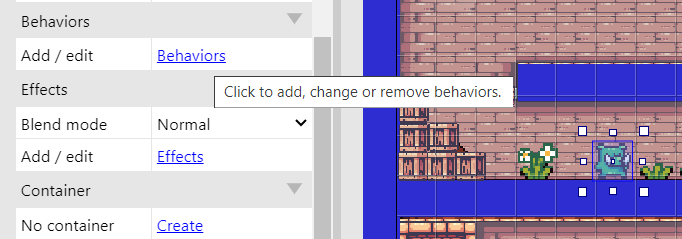 Behaviors
Add / edit Behaviors
Click to add, change or remove behaviors.
Effects
Blend mode Normal
Add / edit Effects
Container
No container Create